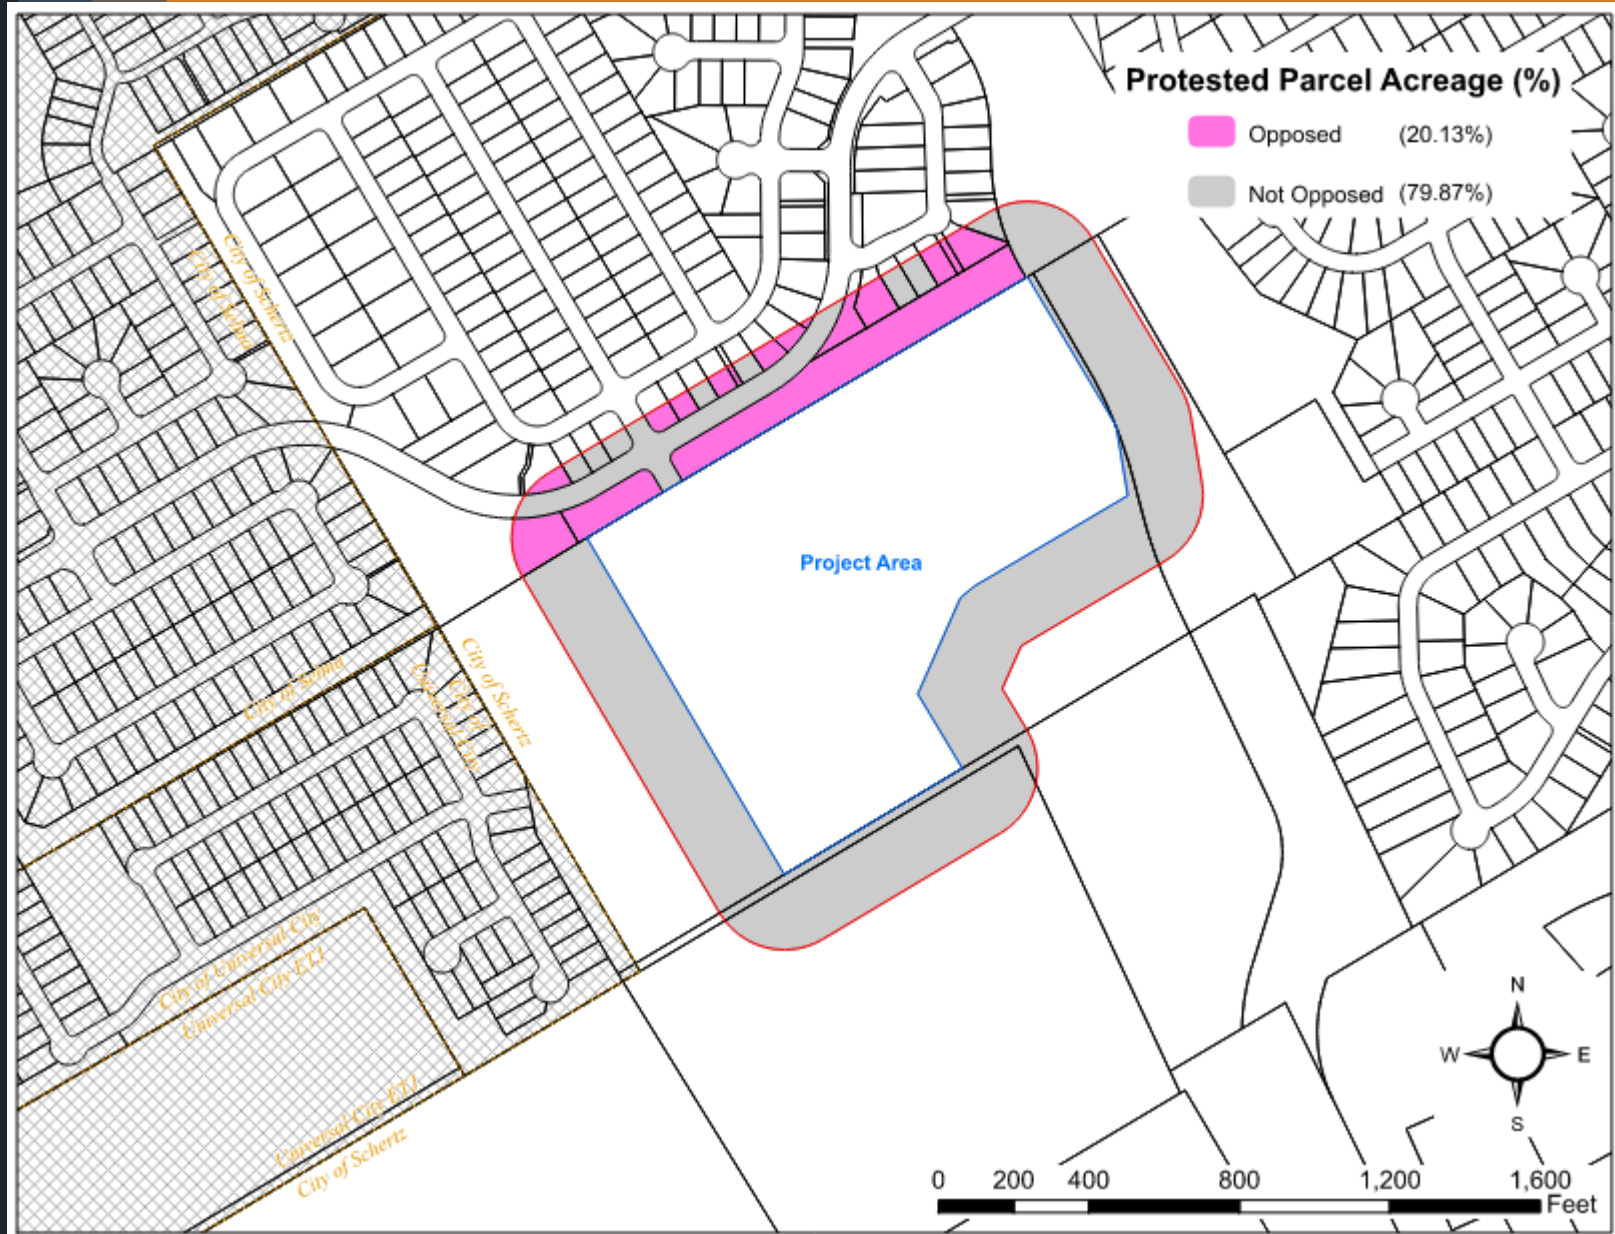 Protested Parcel Acreage (%)
Opposed (20.13%)
Not Opposed (79.87%)
City of Schertz
City of Selma
Project Area
City of Selma
City of Schertz
City of
Universal City
City of Universal City
Universal City ETJ
Universal City ETJ
City of Schertz
N
W E
S
0 200 400 800 1,200 1,600
Feet